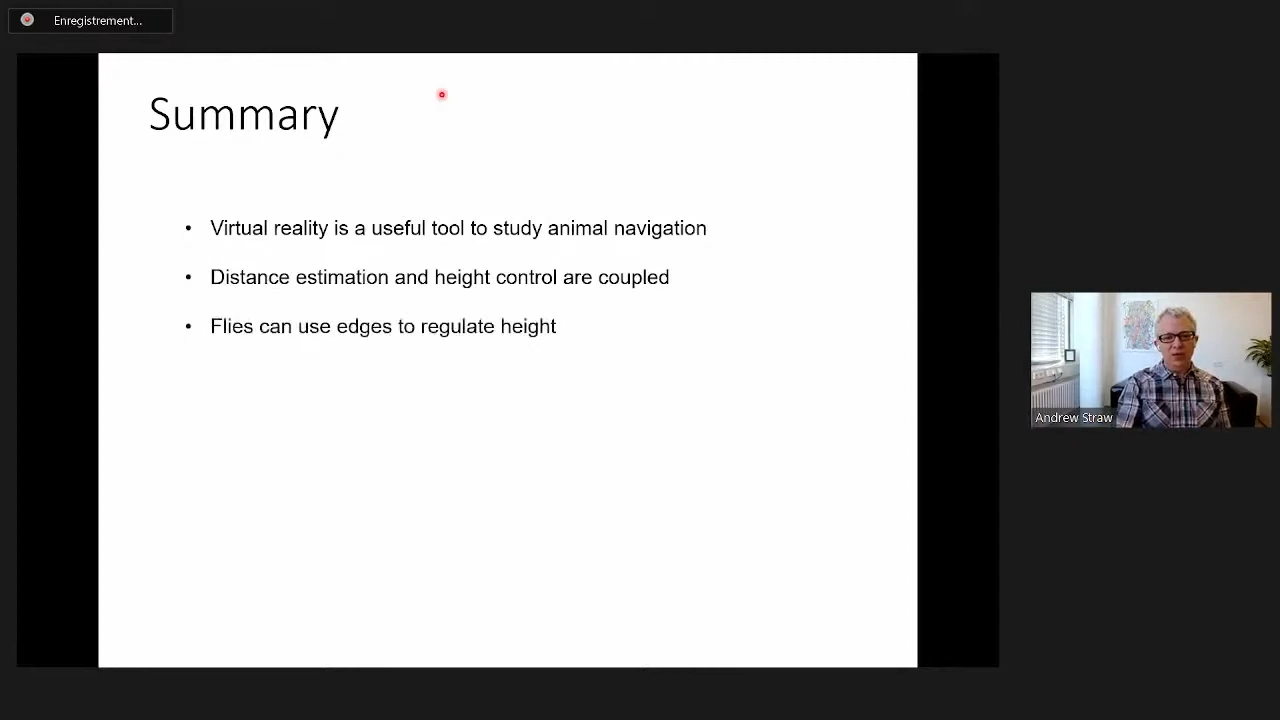 Enregistrement...
Summary
• Virtual reality is a useful tool to study animal navigation
• Distance estimation and height control are coupled
• Flies can use edges to regulate height
Andrew Straw